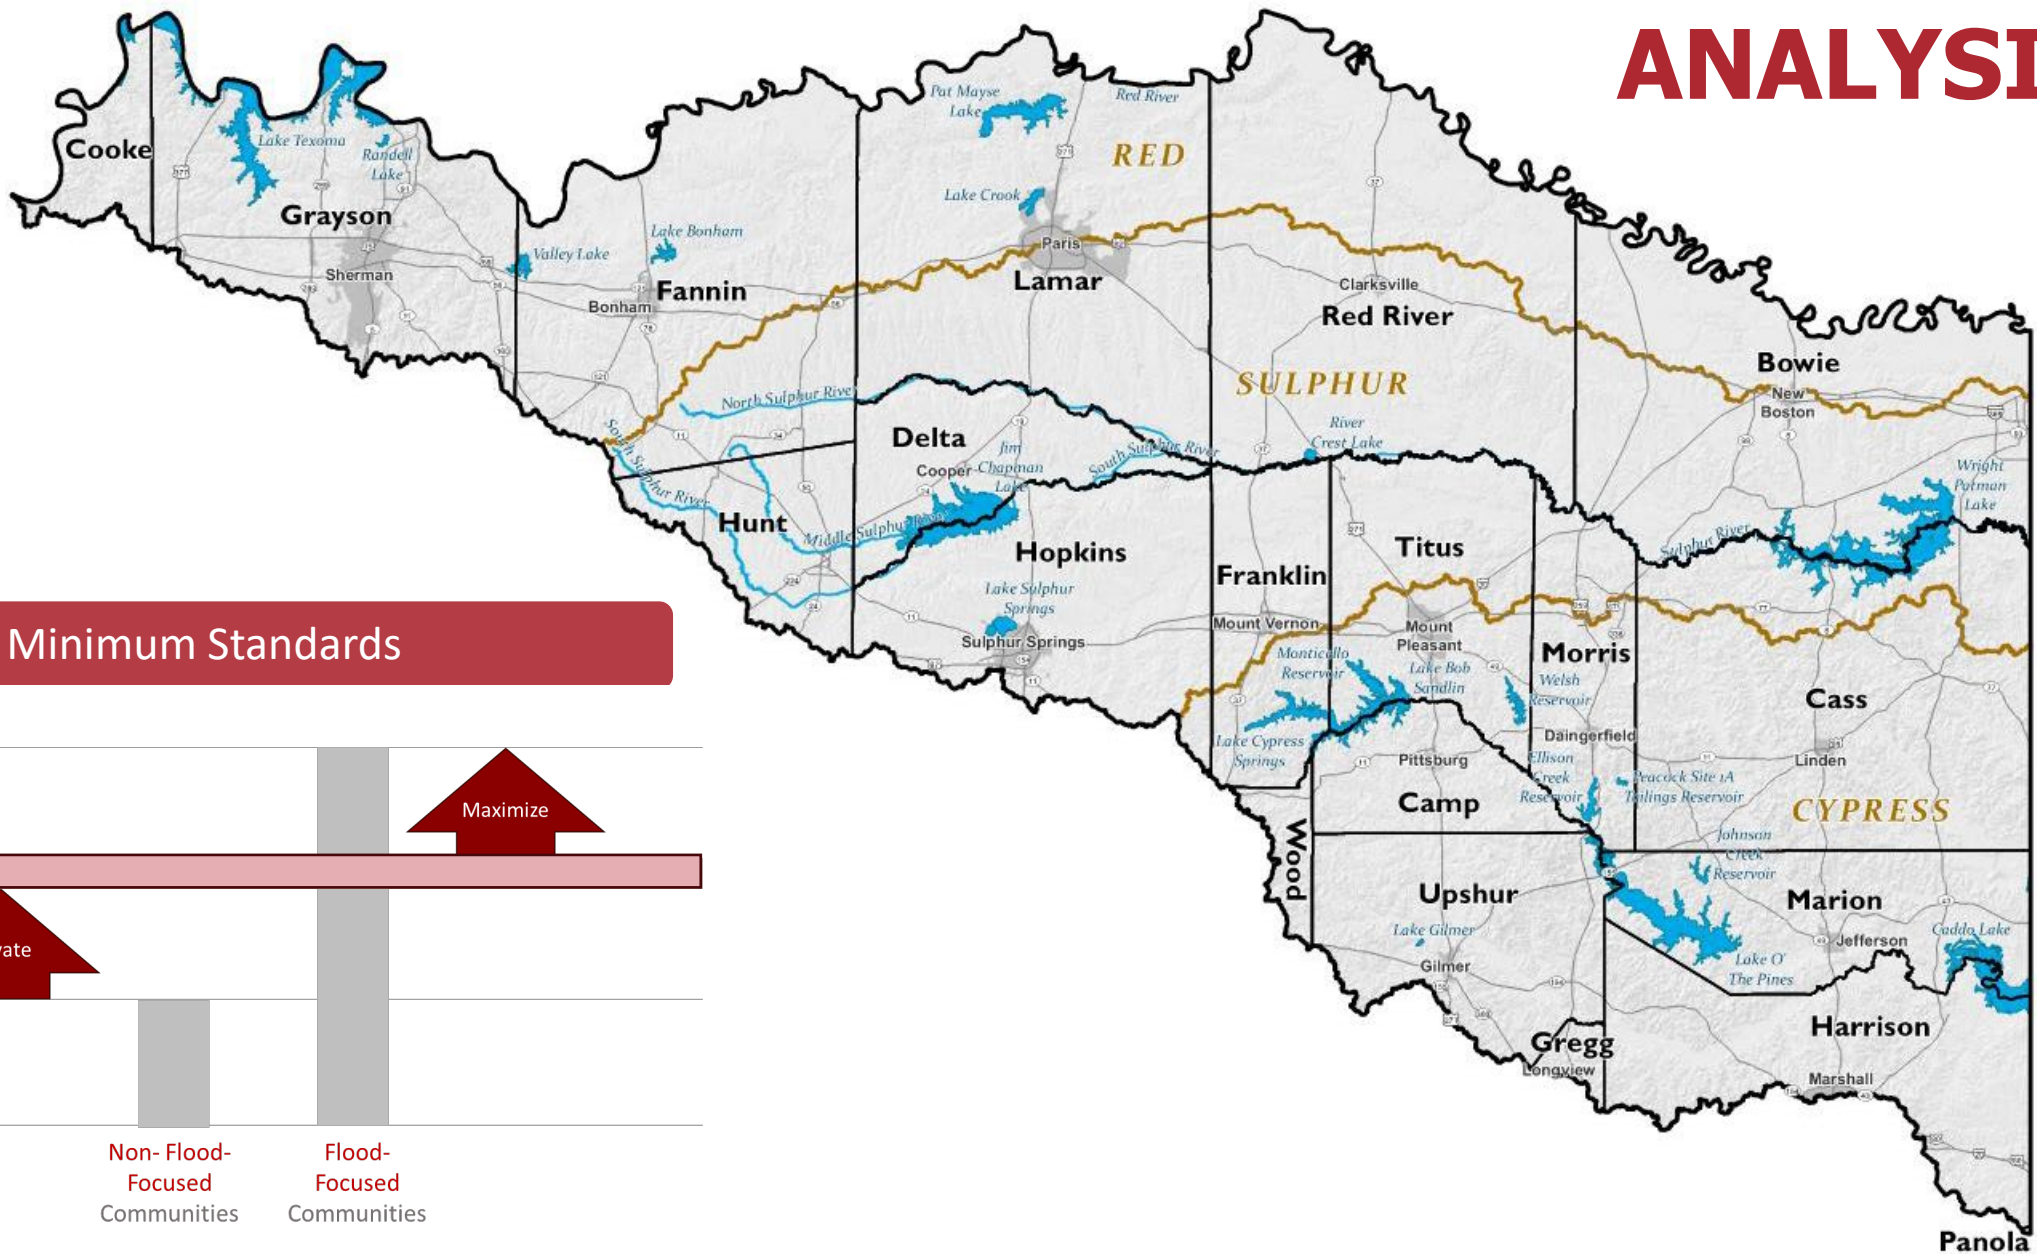 ANALYSI
Pat Mayse
Lake
Red River
Cooke
Lake Texoma
Randell
Lake
RED
Lake Crook
Grayson
Lake Bonham
Valley Lake
Paris
Sherman
Fannin
Lamar
Clarksville
Bonham
Red River
Bowie
SULPHUR
New
Boston
North Sulphur River
River
Crest Lake
Delta
South Sulphur River
Jim
Chapman
Lake
Cooper
South Sulphur River
Wright
Patman
Lake
Hunt
Middle Sulphur River
Sulphur River
Hopkins
Titus
Franklin
Lake Sulphur
Springs
Sulphur Springs
Mount Vernon
Mount
Pleasant
Minimum Standards
Monticello
Reservoir
Lake Bob
Sandlin
Morris
Welsh
Reservoir
Cass
Lake Cypress
Springs
Daingerfield
Pittsburg
Ellison
Creek
Reservoir
Linden
Peacock Site 1A
Tailings Reservoir
Camp
CYPRESS
Maximize
Wood
Johnson
Creek
Reservoir
Upshur
Marion
Lake Gilmer
Jefferson
Caddo Lake
vate
Gilmer
Lake O'
The Pines
Harrison
Gregg
Longview
Marshall
Non- Flood-
Focused
Communities
Flood-
Focused
Communities
Panola